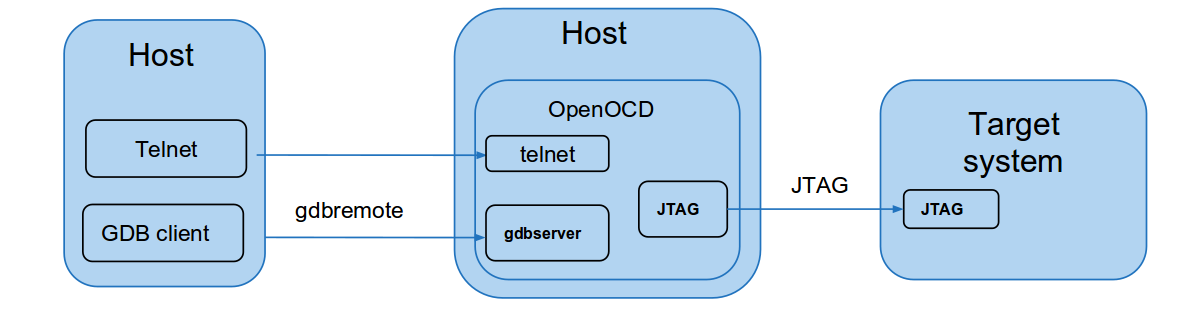 Host
Telnet
GDB client
gdbremote
Host
OpenOCD
telnet
gdbserver
JTAG
JTAG
Target
system
JTAG